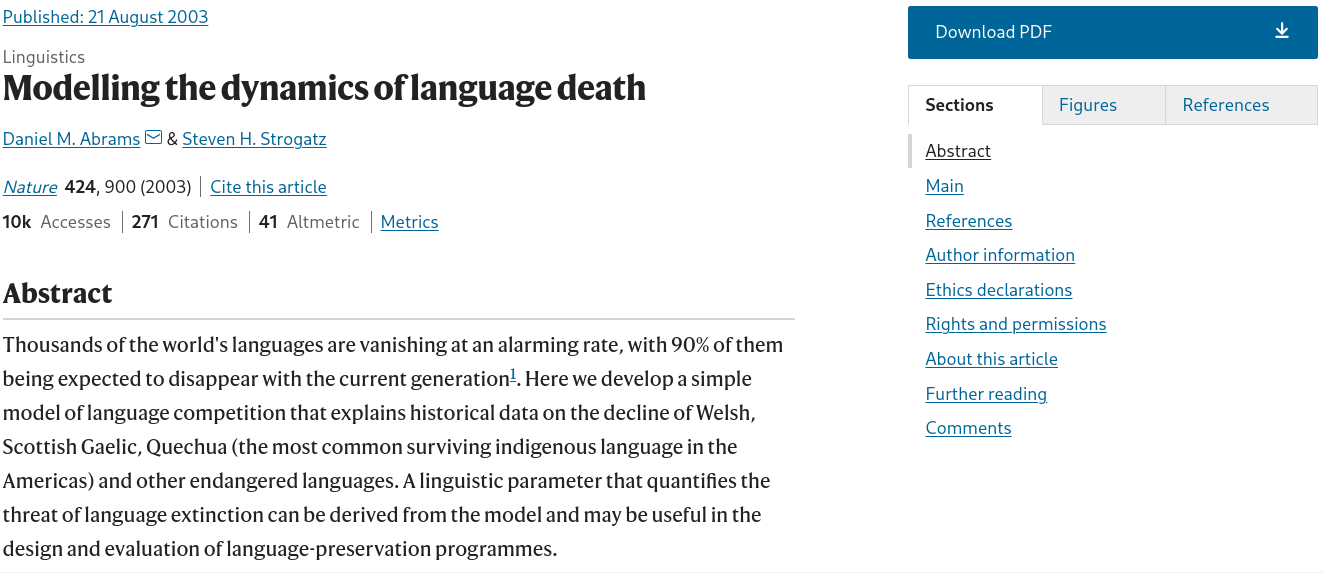 Published: 21 August 2003
Linguistics
Modelling the dynamics of language death
Daniel M. Abrams & Steven H. Strogatz
Nature 424, 900 (2003) Cite this article
10k Accesses 271 Citations 41 Altmetric Metrics
Abstract
Thousands of the world's languages are vanishing at an alarming rate, with 90% of them
being expected to disappear with the current generation1. Here we develop a simple
model of language competition that explains historical data on the decline of Welsh,
Scottish Gaelic, Quechua (the most common surviving indigenous language in the
Americas) and other endangered languages. A linguistic parameter that quantifies the
threat of language extinction can be derived from the model and may be useful in the
design and evaluation of language-preservation programmes.
Download PDF
Sections Figures References
Abstract
Main
References
Author information
Ethics declarations
Rights and permissions
About this article
Further reading
Comments